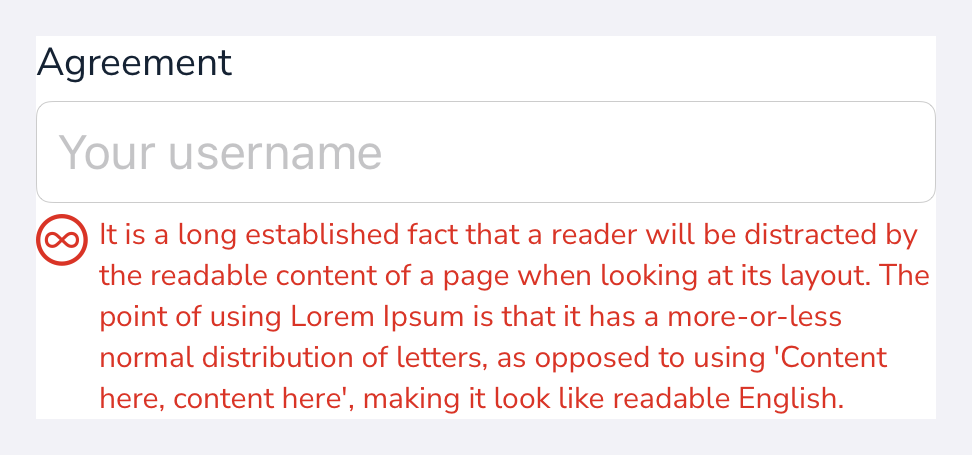 Agreement
Your username
It is a long established fact that a reader will be distracted by
the readable content of a page when looking at its layout. The
point of using Lorem Ipsum is that it has a more-or-less
normal distribution of letters, as opposed to using 'Content
here, content here', making it look like readable English.